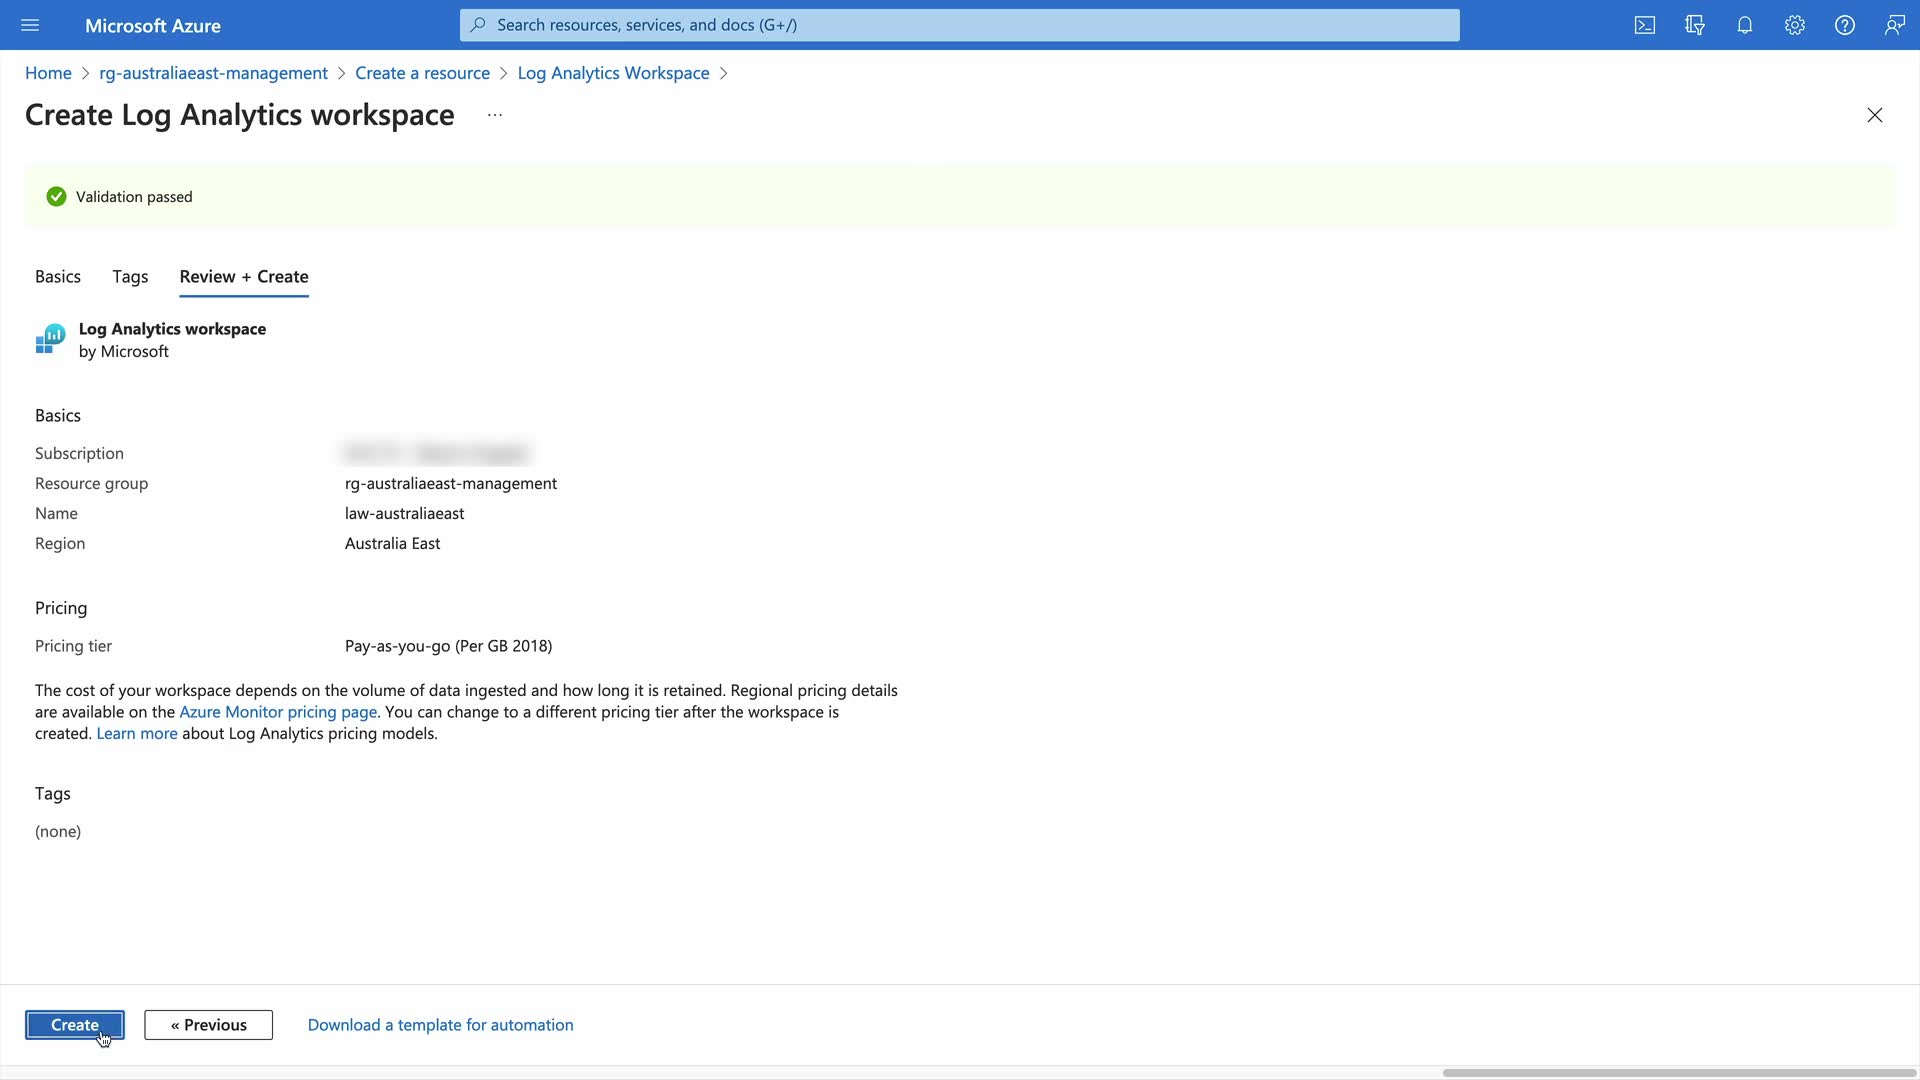 Microsoft Azure
Search resources, services, and docs (G+/)
Home > rg-australiaeast-management > Create a resource > Log Analytics Workspace >
Create Log Analytics workspace ...
Validation passed
Basics Tags Review + Create
Log Analytics workspace
by Microsoft
Basics
Subscription
Resource group rg-australiaeast-management
Name law-australiaeast
Region Australia East
Pricing
Pricing tier Pay-as-you-go (Per GB 2018)
The cost of your workspace depends on the volume of data ingested and how long it is retained. Regional pricing details
are available on the Azure Monitor pricing page. You can change to a different pricing tier after the workspace is
created. Learn more about Log Analytics pricing models.
Tags
(none)
Create « Previous Download a template for automation